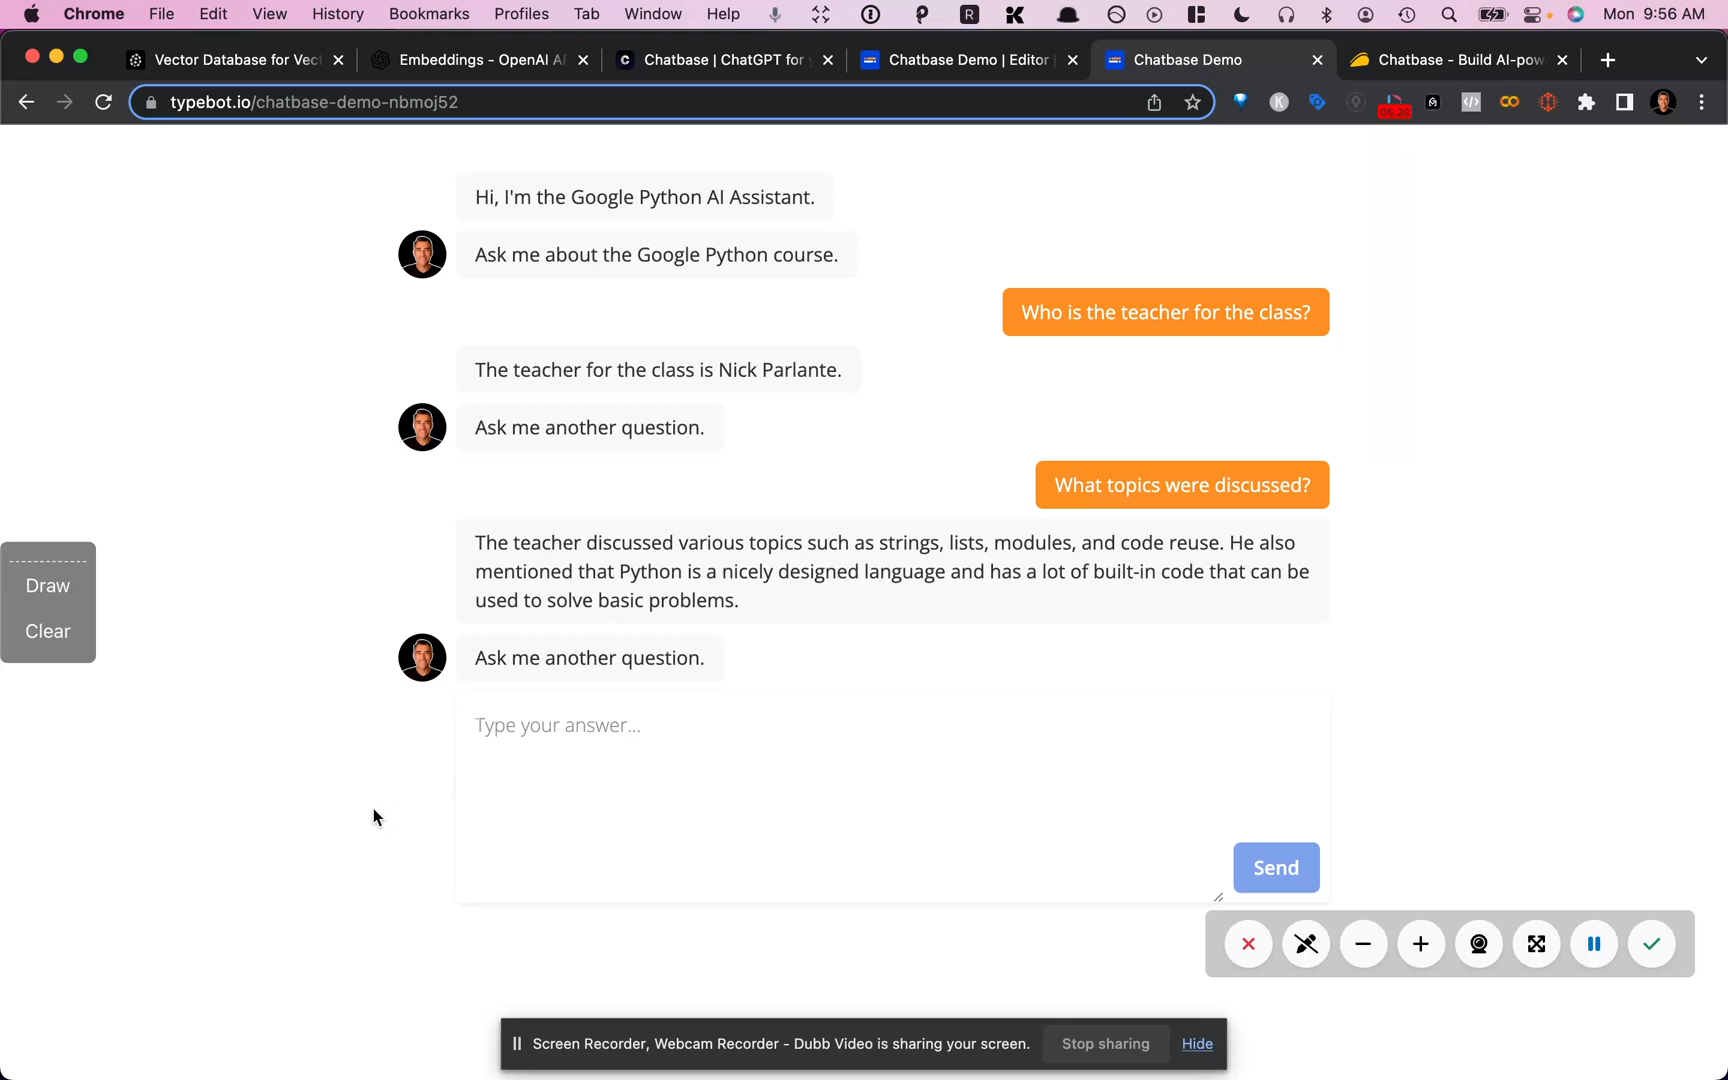 Chrome File Edit View History Bookmarks Profiles Tab Window Help Mon 9:56 AM
Vector Database for Vec
Embeddings - OpenAI AP
Chatbase | ChatGPT for
Chatbase Demo | Editor
Chatbase Demo
Chatbase - Build AI-pow
typebot.io/chatbase-demo-nbmoj52
Hi, I'm the Google Python AI Assistant.
Ask me about the Google Python course.
Who is the teacher for the class?
The teacher for the class is Nick Parlante.
Ask me another question.
What topics were discussed?
The teacher discussed various topics such as strings, lists, modules, and code reuse. He also
mentioned that Python is a nicely designed language and has a lot of built-in code that can be
used to solve basic problems.
Draw
Clear
Ask me another question.
Type your answer...
Send
Screen Recorder, Webcam Recorder - Dubb Video is sharing your screen. Stop sharing Hide